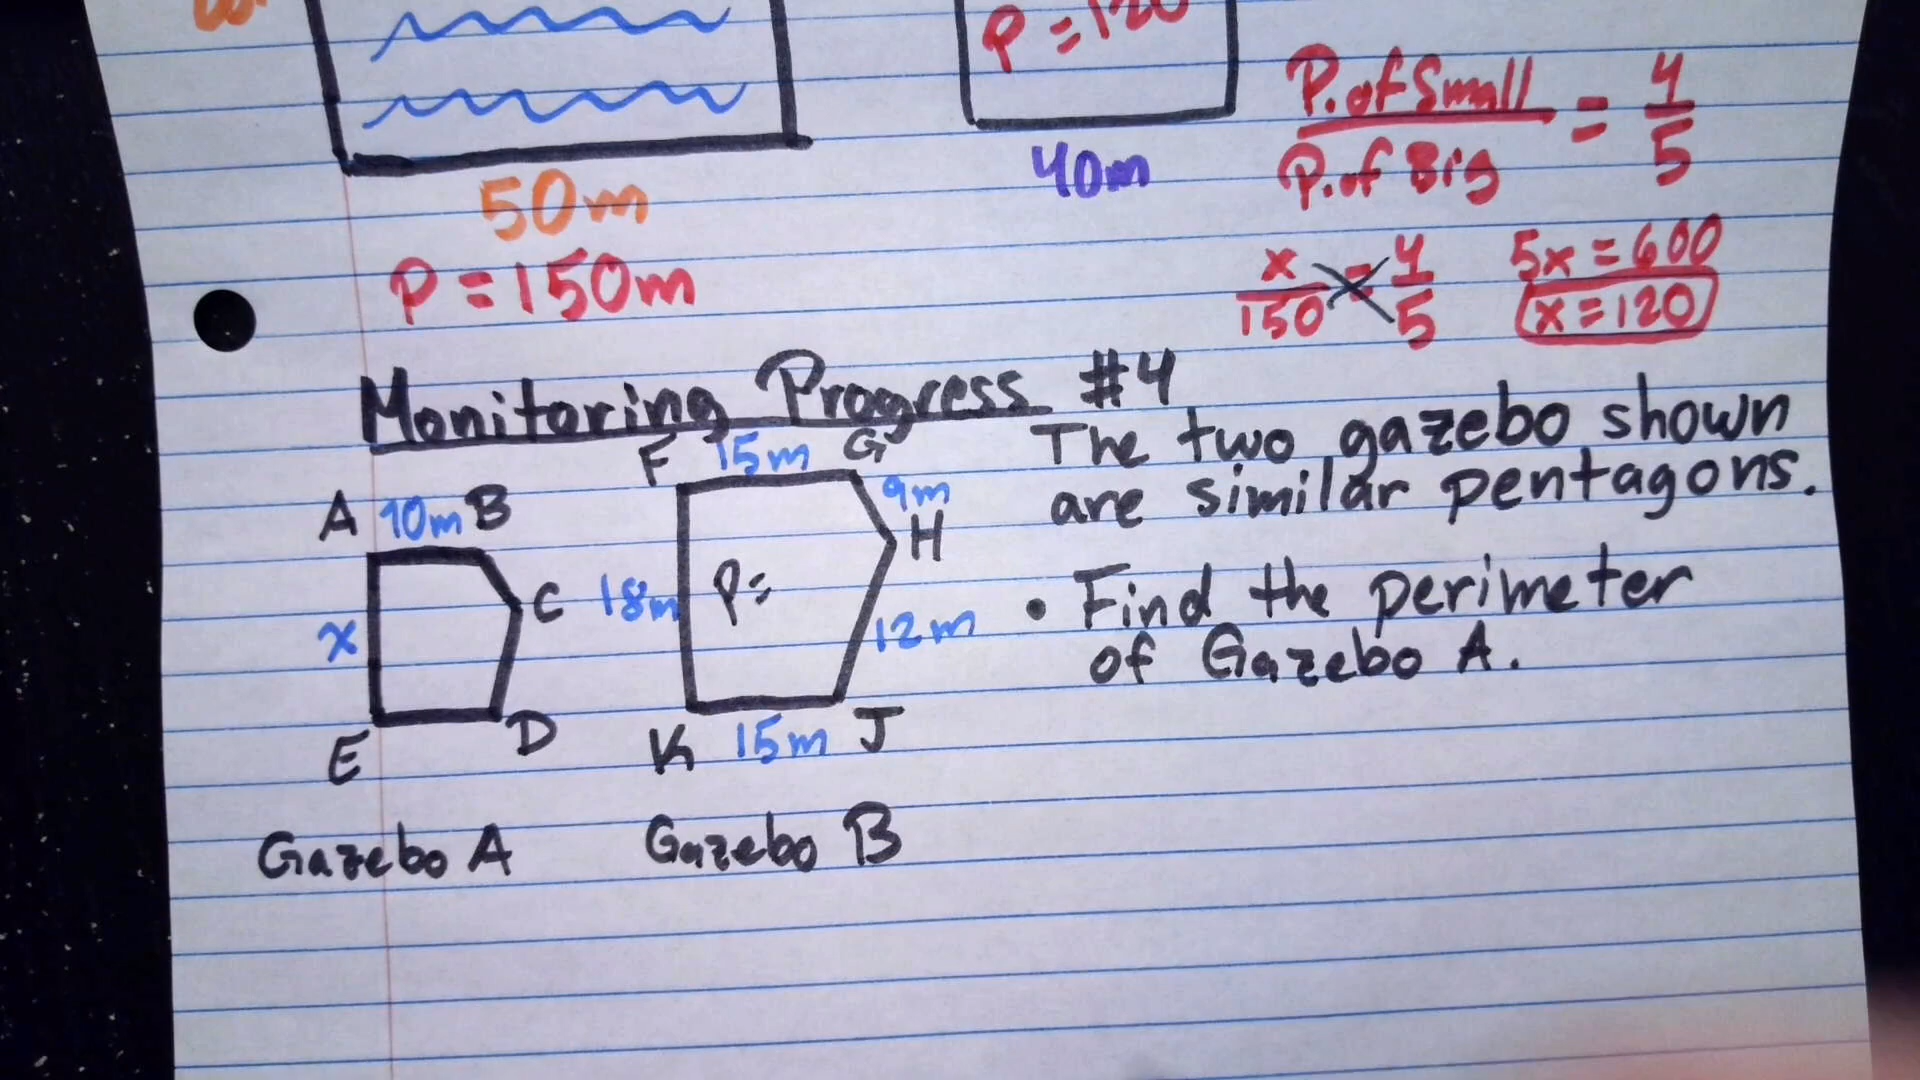 P = 120
P. of Small
P. of Big
= 4/5
50m
40m
P = 150m
x/150 = 4/5
5x = 600
x = 120
Monitoring Progress #4
The two gazebo shown
are similar pentagons.
• Find the perimeter
of Gazebo A.
F 15m G
9m
A 10m B
H
C
18m
P =
x
12m
E
D
K 15m J
Gazebo A
Gazebo B